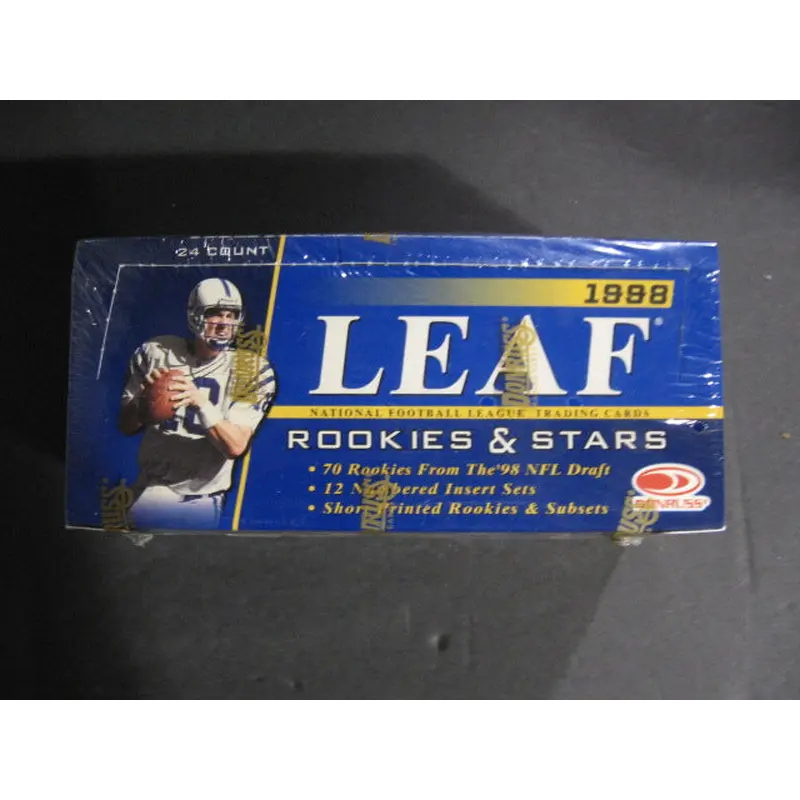 24 COUNT
1998
LEAF®
NATIONAL FOOTBALL LEAGUE TRADING CARDS
ROOKIES & STARS
• 70 Rookies From The '98 NFL Draft
• 12 Numbered Insert Sets
• Short Printed Rookies & Subsets
DONRUSS®